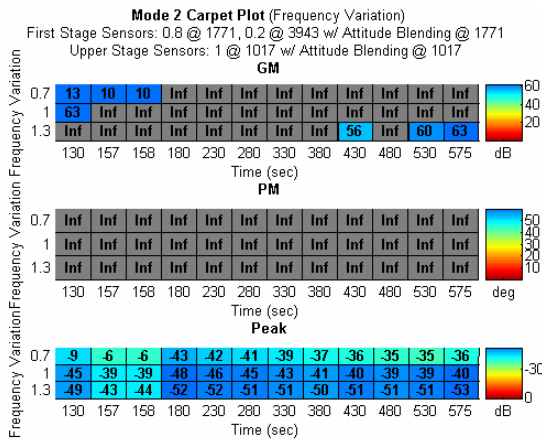 Mode 2 Carpet Plot (Frequency Variation)
First Stage Sensors: 0.8 @ 1771, 0.2 @ 3943 w/ Attitude Blending @ 1771
Upper Stage Sensors: 1 @ 1017 w/ Attitude Blending @ 1017
GM
Frequency Variation
0.7 13 10 10 Inf Inf Inf Inf Inf Inf Inf Inf Inf
1 63 Inf Inf Inf Inf Inf Inf Inf Inf Inf Inf Inf
1.3 Inf Inf Inf Inf Inf Inf Inf Inf 56 Inf 60 63
130 157 158 180 230 280 330 380 430 480 530 575
Time (sec)
60
40
20
dB
PM
Frequency Variation
0.7 Inf Inf Inf Inf Inf Inf Inf Inf Inf Inf Inf Inf
1 Inf Inf Inf Inf Inf Inf Inf Inf Inf Inf Inf Inf
1.3 Inf Inf Inf Inf Inf Inf Inf Inf Inf Inf Inf Inf
130 157 158 180 230 280 330 380 430 480 530 575
Time (sec)
50
20
10
deg
Peak
Frequency Variation
0.7 -9 -6 -6 -43 -42 -41 -39 -37 -36 -35 -35 -36
1 -45 -39 -39 -48 -46 -45 -43 -41 -40 -39 -39 -40
1.3 -49 -43 -44 -52 -52 -51 -51 -50 -51 -51 -51 -53
130 157 158 180 230 280 330 380 430 480 530 575
Time (sec)
-30
0
dB